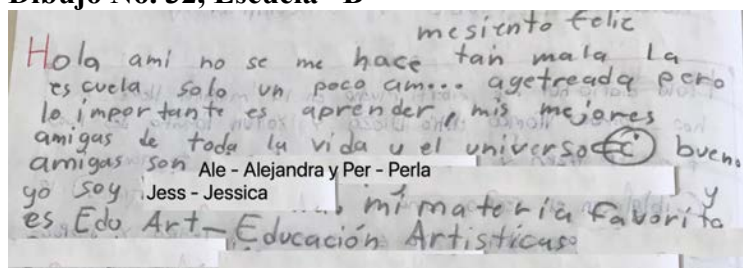 Dibujo No. 32, Escuela "B"
mesiento felic
Hola ami no se me hace tan mala La
escuela solo un poco am... agetreada pero
lo importante es aprender, mis mejores
amigas de toda la vida y el universo bueno
amigas son Ale - Alejandra y Per - Perla
yo soy Jess - Jessica y
mi materia favorita
es Edo Art- Educación Artisticas